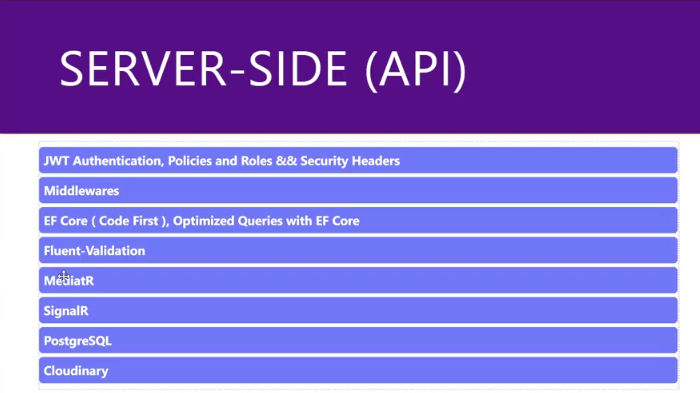 SERVER-SIDE (API)
JWT Authentication, Policies and Roles && Security Headers
Middlewares
EF Core ( Code First ), Optimized Queries with EF Core
Fluent-Validation
MediatR
SignalR
PostgreSQL
Cloudinary